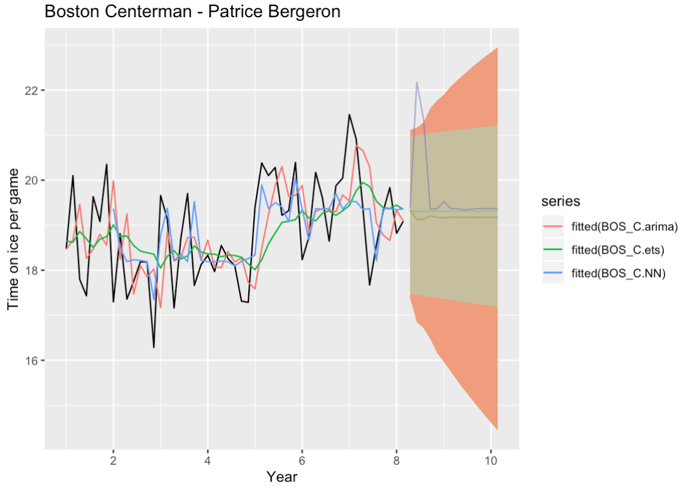 Boston Centerman - Patrice Bergeron
Time on ice per game
22
20
18
16
2
4
6
8
10
Year
series
fitted(BOS_C.arima)
fitted(BOS_C.ets)
fitted(BOS_C.NN)